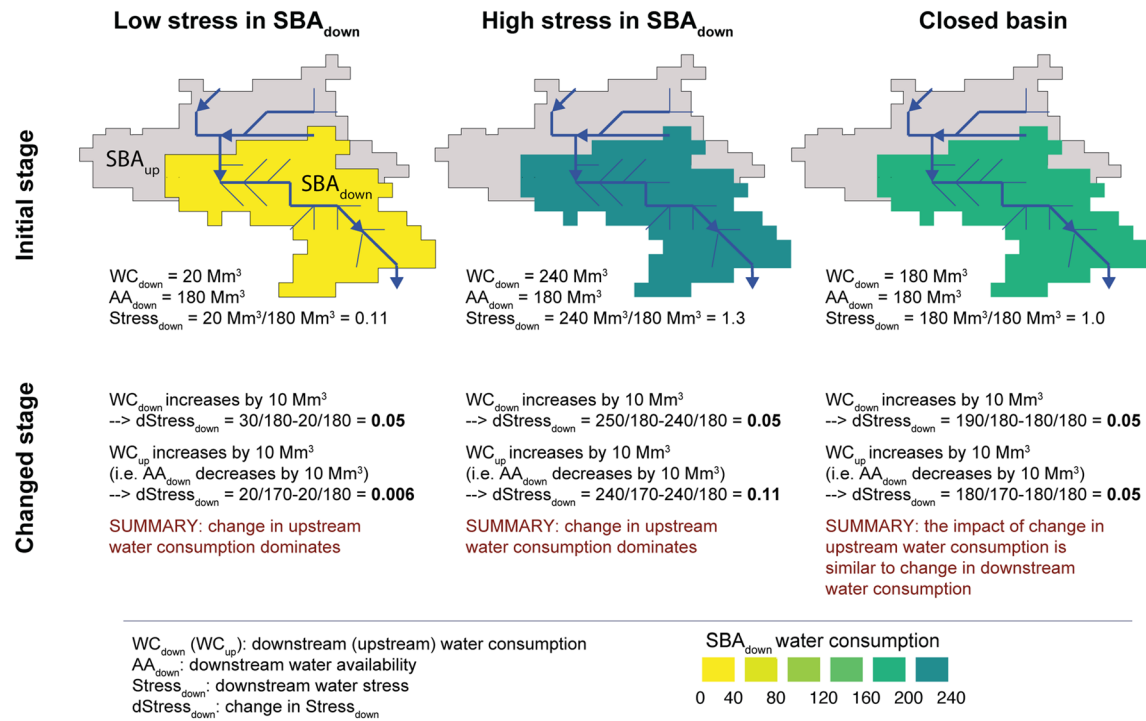 Low stress in SBAdown
High stress in SBAdown
Closed basin
Initial stage
SBAup
SBAdown
WCdown = 20 Mm³
AAdown = 180 Mm³
Stressdown = 20 Mm³/180 Mm³ = 0.11
WCdown = 240 Mm³
AAdown = 180 Mm³
Stressdown = 240 Mm³/180 Mm³ = 1.3
WCdown = 180 Mm³
AAdown = 180 Mm³
Stressdown = 180 Mm³/180 Mm³ = 1.0
Changed stage
WCdown increases by 10 Mm³
--> dStressdown = 30/180-20/180 = 0.05
WCup increases by 10 Mm³
(i.e. AAdown decreases by 10 Mm³)
--> dStressdown = 20/170-20/180 = 0.006
SUMMARY: change in upstream
water consumption dominates
WCdown increases by 10 Mm³
--> dStressdown = 250/180-240/180 = 0.05
WCup increases by 10 Mm³
(i.e. AAdown decreases by 10 Mm³)
--> dStressdown = 240/170-240/180 = 0.11
SUMMARY: change in upstream
water consumption dominates
WCdown increases by 10 Mm³
--> dStressdown = 190/180-180/180 = 0.05
WCup increases by 10 Mm³
(i.e. AAdown decreases by 10 Mm³)
--> dStressdown = 180/170-180/180 = 0.05
SUMMARY: the impact of change in
upstream water consumption is
similar to change in downstream
water consumption
WCdown (WCup): downstream (upstream) water consumption
AAdown: downstream water availability
Stressdown: downstream water stress
dStressdown: change in Stressdown
SBAdown water consumption
0 40 80 120 160 200 240